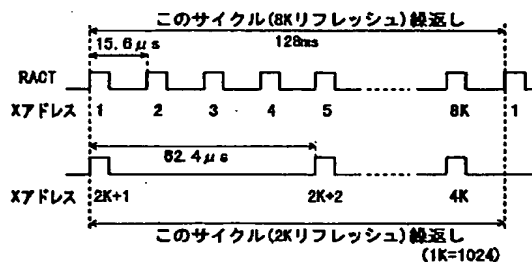 このサイクル(8Kリフレッシュ)繰返し
128ms
15.6μs
RACT
Xアドレス 1 2 3 4 5 8K 1
62.4μs
Xアドレス 2K+1 2K+2 4K
このサイクル(2Kリフレッシュ)繰返し
(1K=1024)